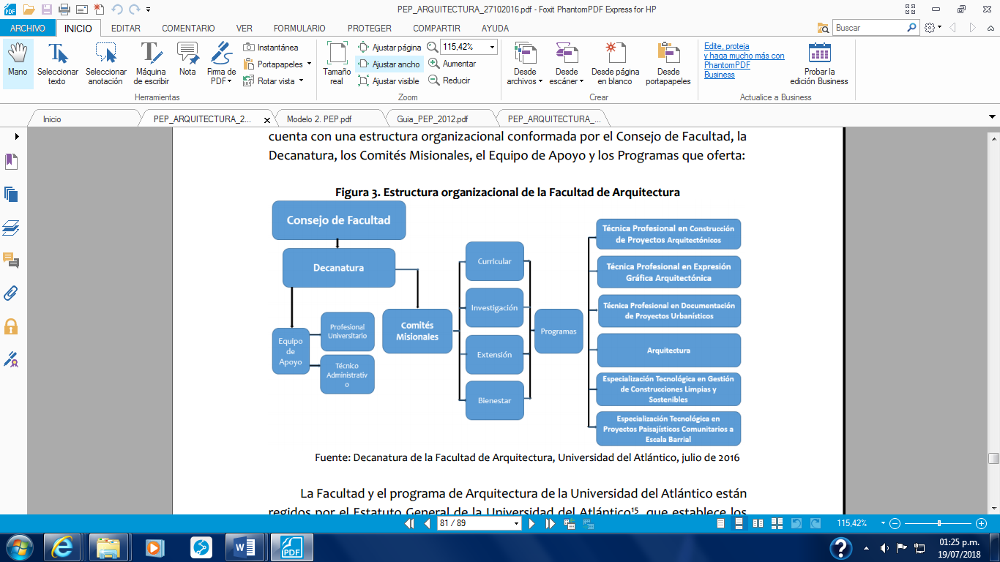 PEP_ARQUITECTURA_27102016.pdf - Foxit PhantomPDF Express for HP
ARCHIVO INICIO EDITAR COMENTARIO VER FORMULARIO PROTEGER COMPARTIR AYUDA
Buscar
Mano
Seleccionar
texto
Seleccionar
anotación
Máquina
de escribir
Nota
Firma de
PDF
Instantánea
Portapapeles
Rotar vista
Herramientas
Tamaño
real
Ajustar página
Ajustar ancho
Ajustar visible
115,42%
Aumentar
Reducir
Zoom
Desde
archivos
Desde
escáner
Desde página
en blanco
Desde
portapapeles
Crear
Edite, proteja
y haga mucho más con
PhantomPDF
Business
Probar la
edición Business
Actualice a Business
Inicio
PEP_ARQUITECTURA_2...
Modelo 2. PEP.pdf
Guia_PEP_2012.pdf
PEP_ARQUITECTURA_...
cuenta con una estructura organizacional conformada por el Consejo de Facultad, la
Decanatura, los Comités Misionales, el Equipo de Apoyo y los Programas que oferta:
Figura 3. Estructura organizacional de la Facultad de Arquitectura
Consejo de Facultad
Decanatura
Equipo
de
Apoyo
Profesional
Universitario
Técnico
Administrativ
o
Comités
Misionales
Curricular
Investigación
Extensión
Bienestar
Programas
Técnica Profesional en Construcción
de Proyectos Arquitectónicos
Técnica Profesional en Expresión
Gráfica Arquitectónica
Técnica Profesional en Documentación
de Proyectos Urbanísticos
Arquitectura
Especialización Tecnológica en Gestión
de Construcciones Limpias y
Sostenibles
Especialización Tecnológica en
Proyectos Paisajísticos Comunitarios a
Escala Barrial
Fuente: Decanatura de la Facultad de Arquitectura, Universidad del Atlántico, julio de 2016
La Facultad y el programa de Arquitectura de la Universidad del Atlántico están
regidos por el Estatuto General de la Universidad del Atlántico15, que establece los
81 / 89
115,42%
01:25 p.m.
19/07/2018